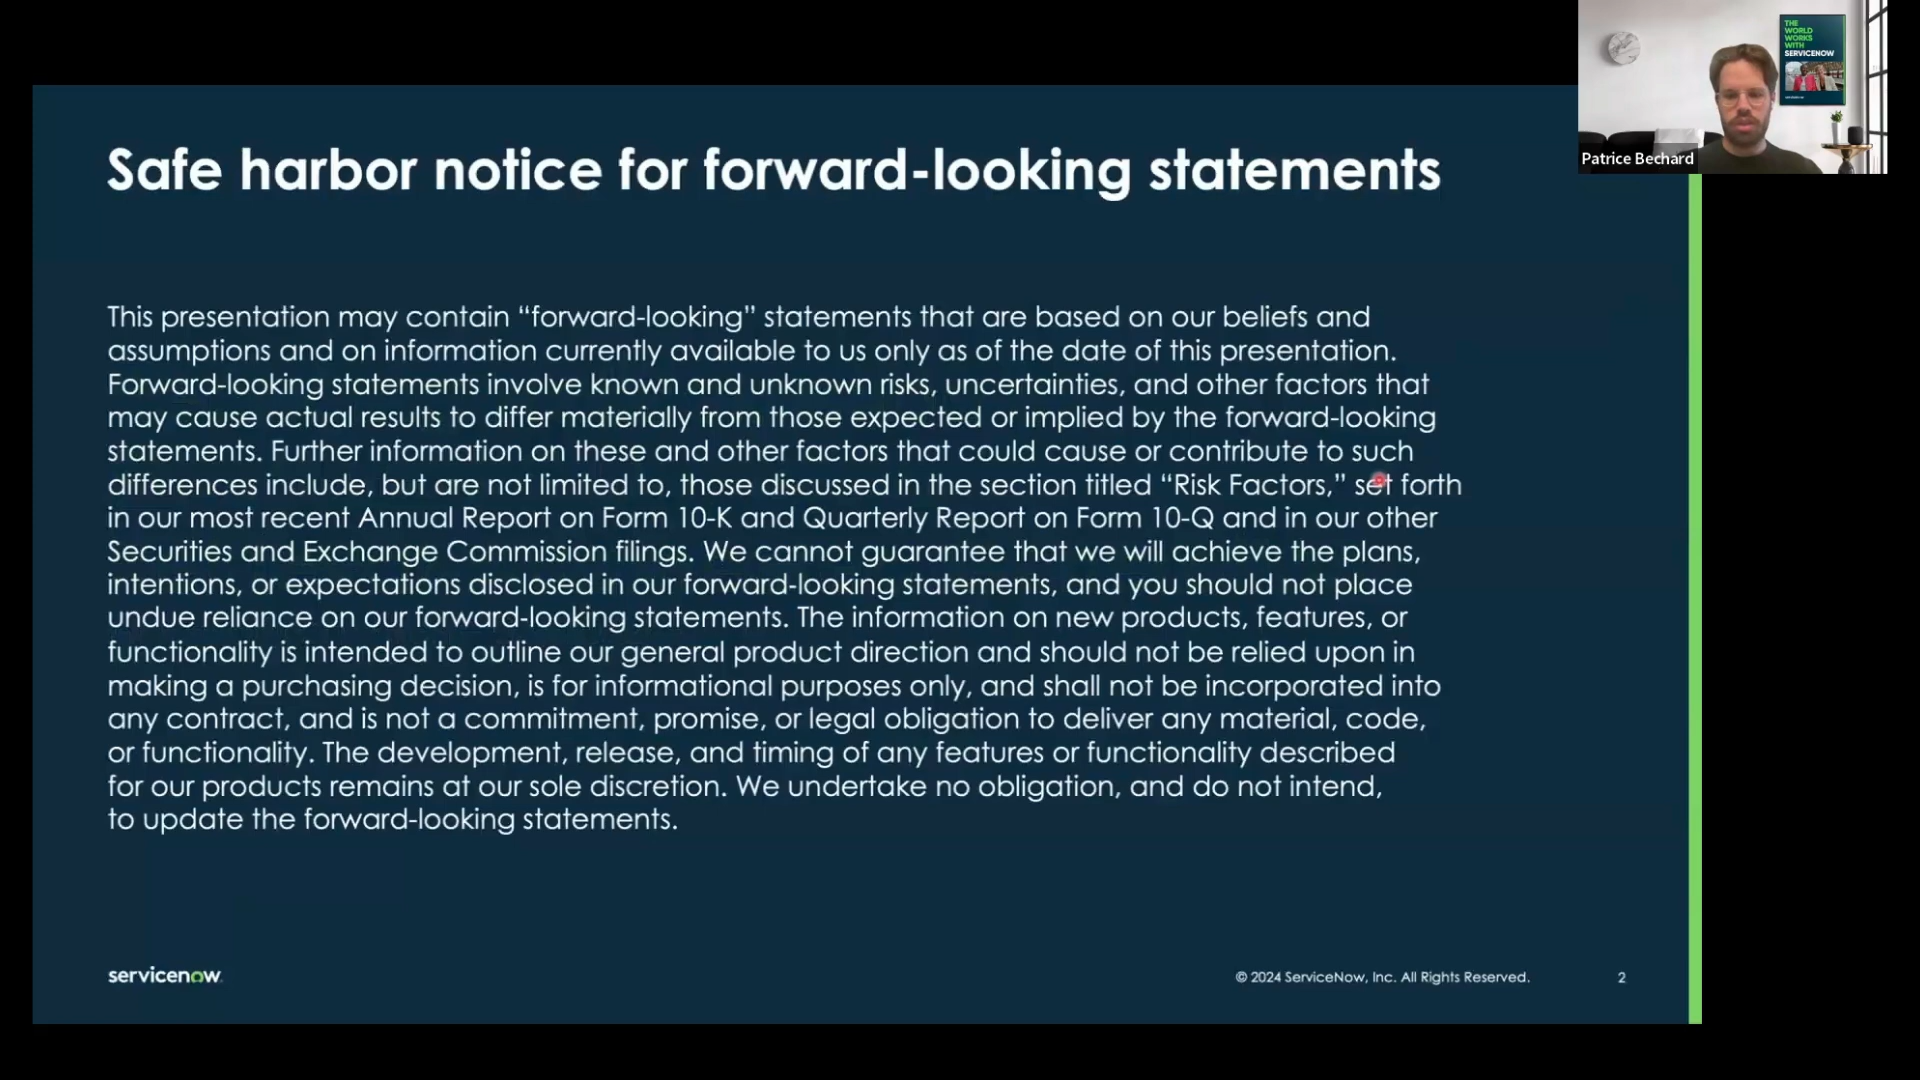 THE
WORLD
WORKS
WITH
SERVICENOW
Patrice Bechard
Safe harbor notice for forward-looking statements
This presentation may contain “forward-looking” statements that are based on our beliefs and
assumptions and on information currently available to us only as of the date of this presentation.
Forward-looking statements involve known and unknown risks, uncertainties, and other factors that
may cause actual results to differ materially from those expected or implied by the forward-looking
statements. Further information on these and other factors that could cause or contribute to such
differences include, but are not limited to, those discussed in the section titled “Risk Factors,” set forth
in our most recent Annual Report on Form 10-K and Quarterly Report on Form 10-Q and in our other
Securities and Exchange Commission filings. We cannot guarantee that we will achieve the plans,
intentions, or expectations disclosed in our forward-looking statements, and you should not place
undue reliance on our forward-looking statements. The information on new products, features, or
functionality is intended to outline our general product direction and should not be relied upon in
making a purchasing decision, is for informational purposes only, and shall not be incorporated into
any contract, and is not a commitment, promise, or legal obligation to deliver any material, code,
or functionality. The development, release, and timing of any features or functionality described
for our products remains at our sole discretion. We undertake no obligation, and do not intend,
to update the forward-looking statements.
servicenow
© 2024 ServiceNow, Inc. All Rights Reserved.
2